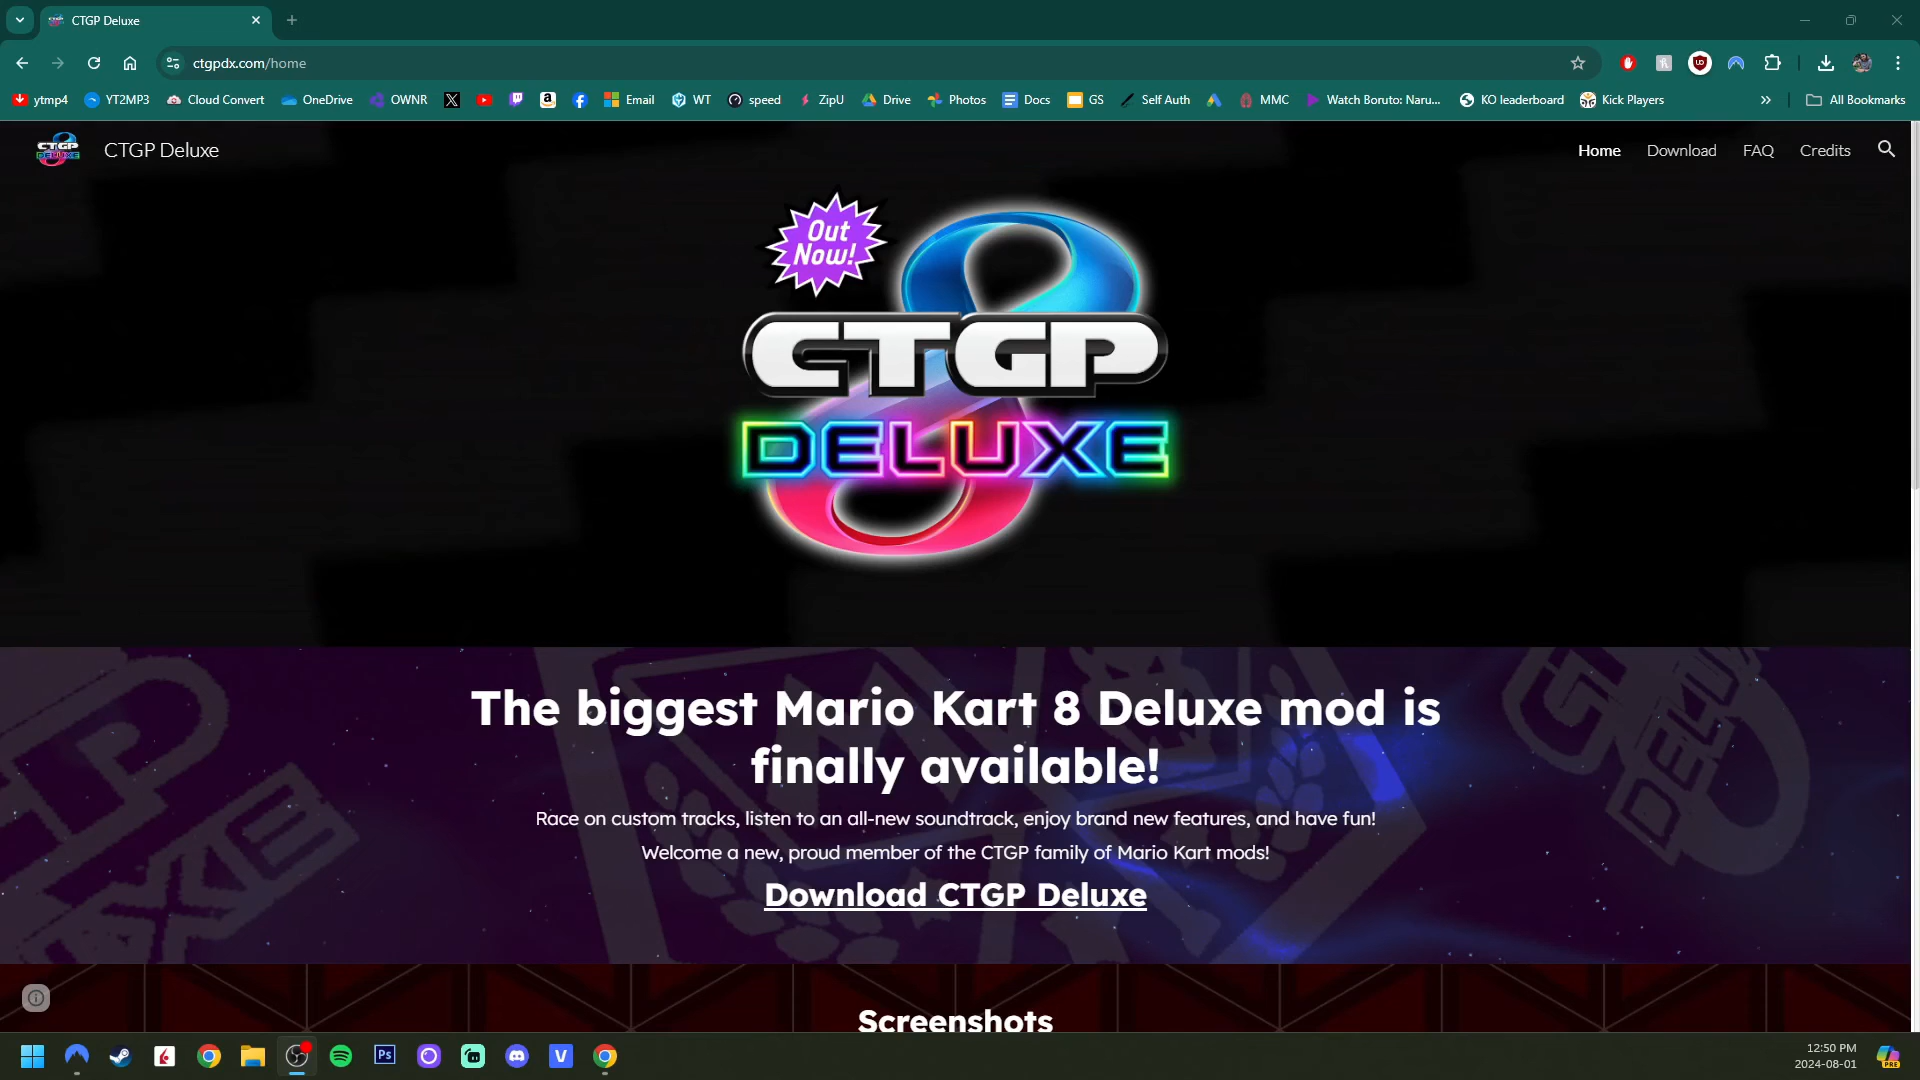 CTGP Deluxe
ctgpdx.com/home
ytmp4
YT2MP3
Cloud Convert
OneDrive
OWNR
Email
WT
speed
ZipU
Drive
Photos
Docs
GS
Self Auth
MMC
Watch Boruto: Naru...
KO leaderboard
Kick Players
All Bookmarks
CTGP
DELUXE
CTGP Deluxe
Home
Download
FAQ
Credits
Out
Now!
CTGP
DELUXE
The biggest Mario Kart 8 Deluxe mod is
finally available!
Race on custom tracks, listen to an all-new soundtrack, enjoy brand new features, and have fun!
Welcome a new, proud member of the CTGP family of Mario Kart mods!
Download CTGP Deluxe
Screenshots
Ps
V
12:50 PM
2024-08-01
PRE